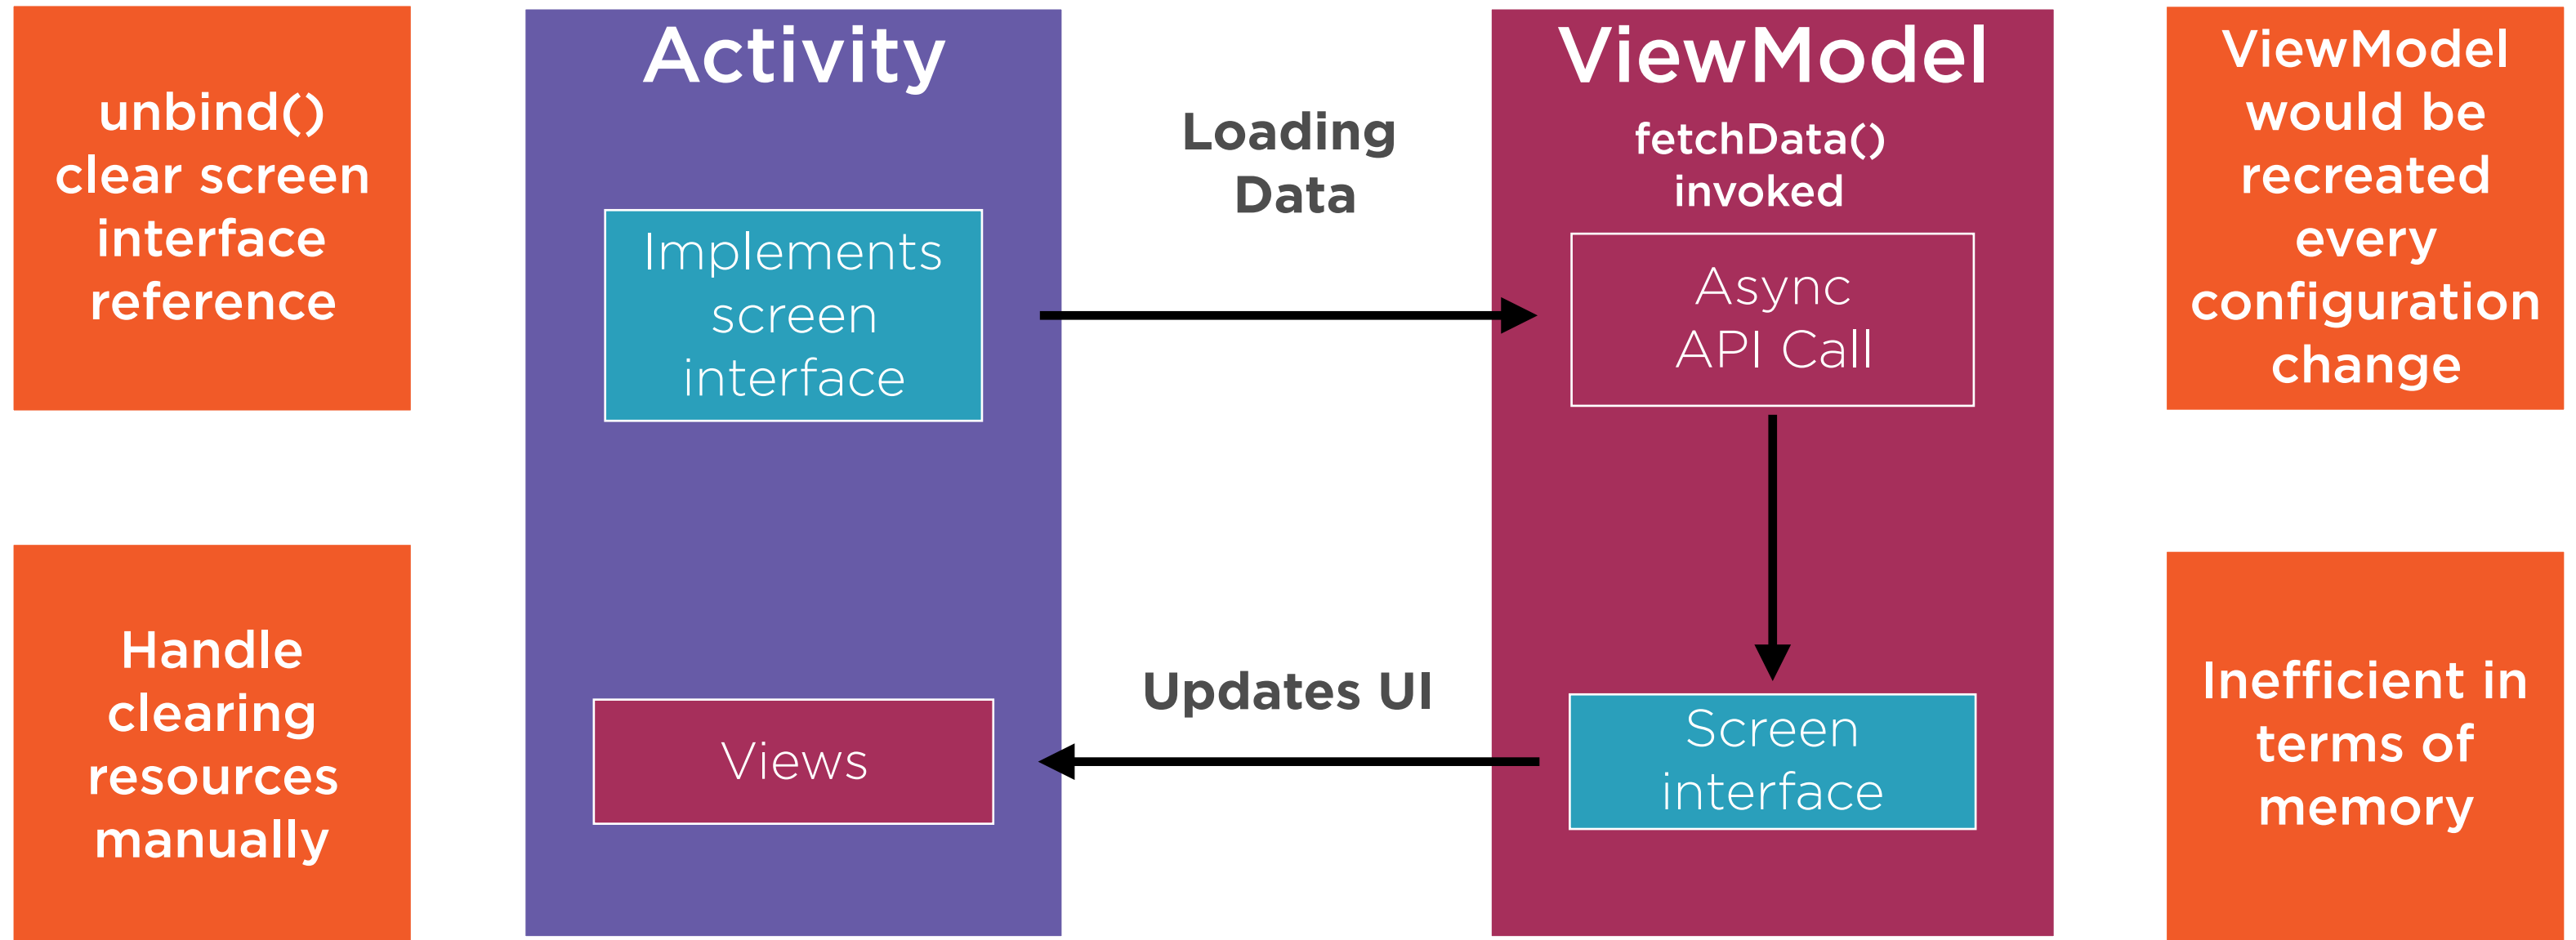 unbind()
clear screen
interface
reference
Handle
clearing
resources
manually
Activity
Implements
screen
interface
Views
Loading
Data
Updates UI
ViewModel
fetchData()
invoked
Async
API Call
Screen
interface
ViewModel
would be
recreated
every
configuration
change
Inefficient in
terms of
memory